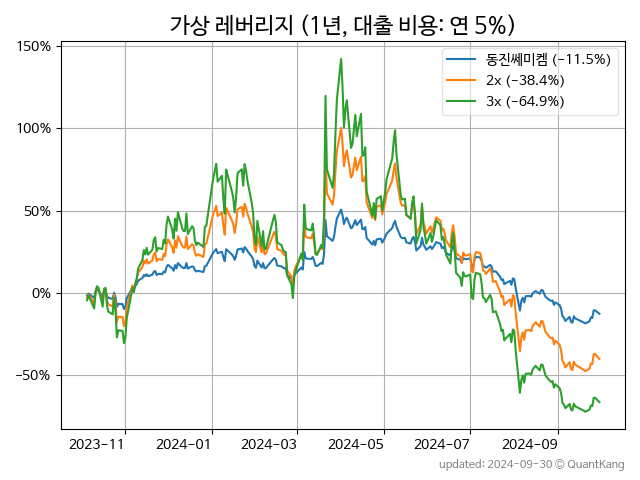 가상 레버리지 (1년, 대출 비용: 연 5%)
150%
100%
50%
0%
−50%
동진쎄미켐 (−11.5%)
2x (−38.4%)
3x (−64.9%)
2023-11
2024-01
2024-03
2024-05
2024-07
2024-09
updated: 2024-09-30 © QuantKang